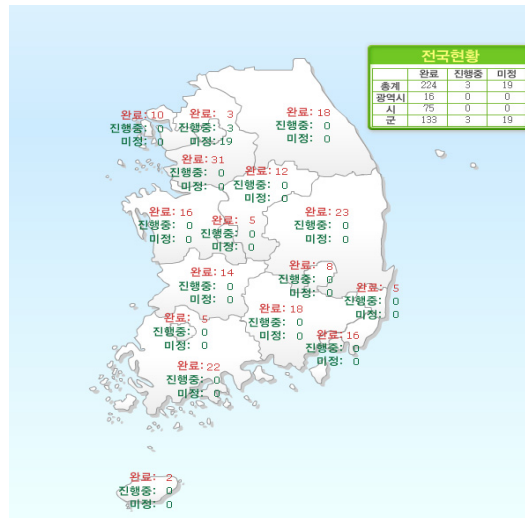 전국현황
완료 진행중 미정
총계 224 3 19
광역시 16 0 0
시 75 0 0
군 133 3 19
완료: 10
진행중: 0
미정: 0
완료: 3
진행중: 3
미정: 19
완료: 18
진행중: 0
미정: 0
완료: 31
진행중: 0
미정: 0
완료: 12
진행중: 0
미정: 0
완료: 16
진행중: 0
미정: 0
완료: 5
진행중: 0
미정: 0
완료: 23
진행중: 0
미정: 0
완료: 14
진행중: 0
미정: 0
완료: 8
진행중: 0
미정: 0
완료: 5
진행중: 0
미정: 0
완료: 5
진행중: 0
미정: 0
완료: 18
진행중: 0
미정: 0
완료: 16
진행중: 0
미정: 0
완료: 22
진행중: 0
미정: 0
완료: 2
진행중: 0
미정: 0